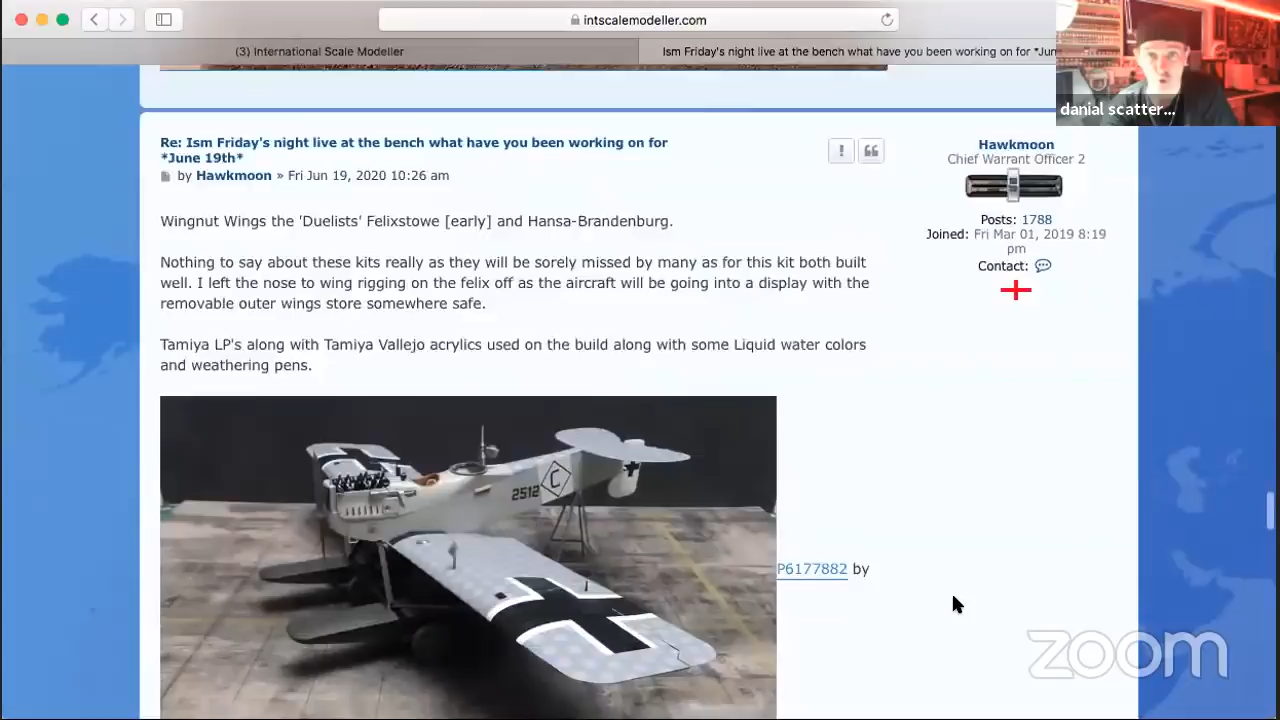 intscalemodeller.com
(3) International Scale Modeller
Ism Friday's night live at the bench what have you been working on for *Jun
danial scatter...
Re: Ism Friday's night live at the bench what have you been working on for
*June 19th*
by Hawkmoon » Fri Jun 19, 2020 10:26 am
Wingnut Wings the 'Duelists' Felixstowe [early] and Hansa-Brandenburg.
Nothing to say about these kits really as they will be sorely missed by many as for this kit both built
well. I left the nose to wing rigging on the felix off as the aircraft will be going into a display with the
removable outer wings store somewhere safe.
Tamiya LP's along with Tamiya Vallejo acrylics used on the build along with some Liquid water colors
and weathering pens.
2512
C
P6177882 by
Hawkmoon
Chief Warrant Officer 2
Posts: 1788
Joined: Fri Mar 01, 2019 8:19
pm
Contact:
zoom